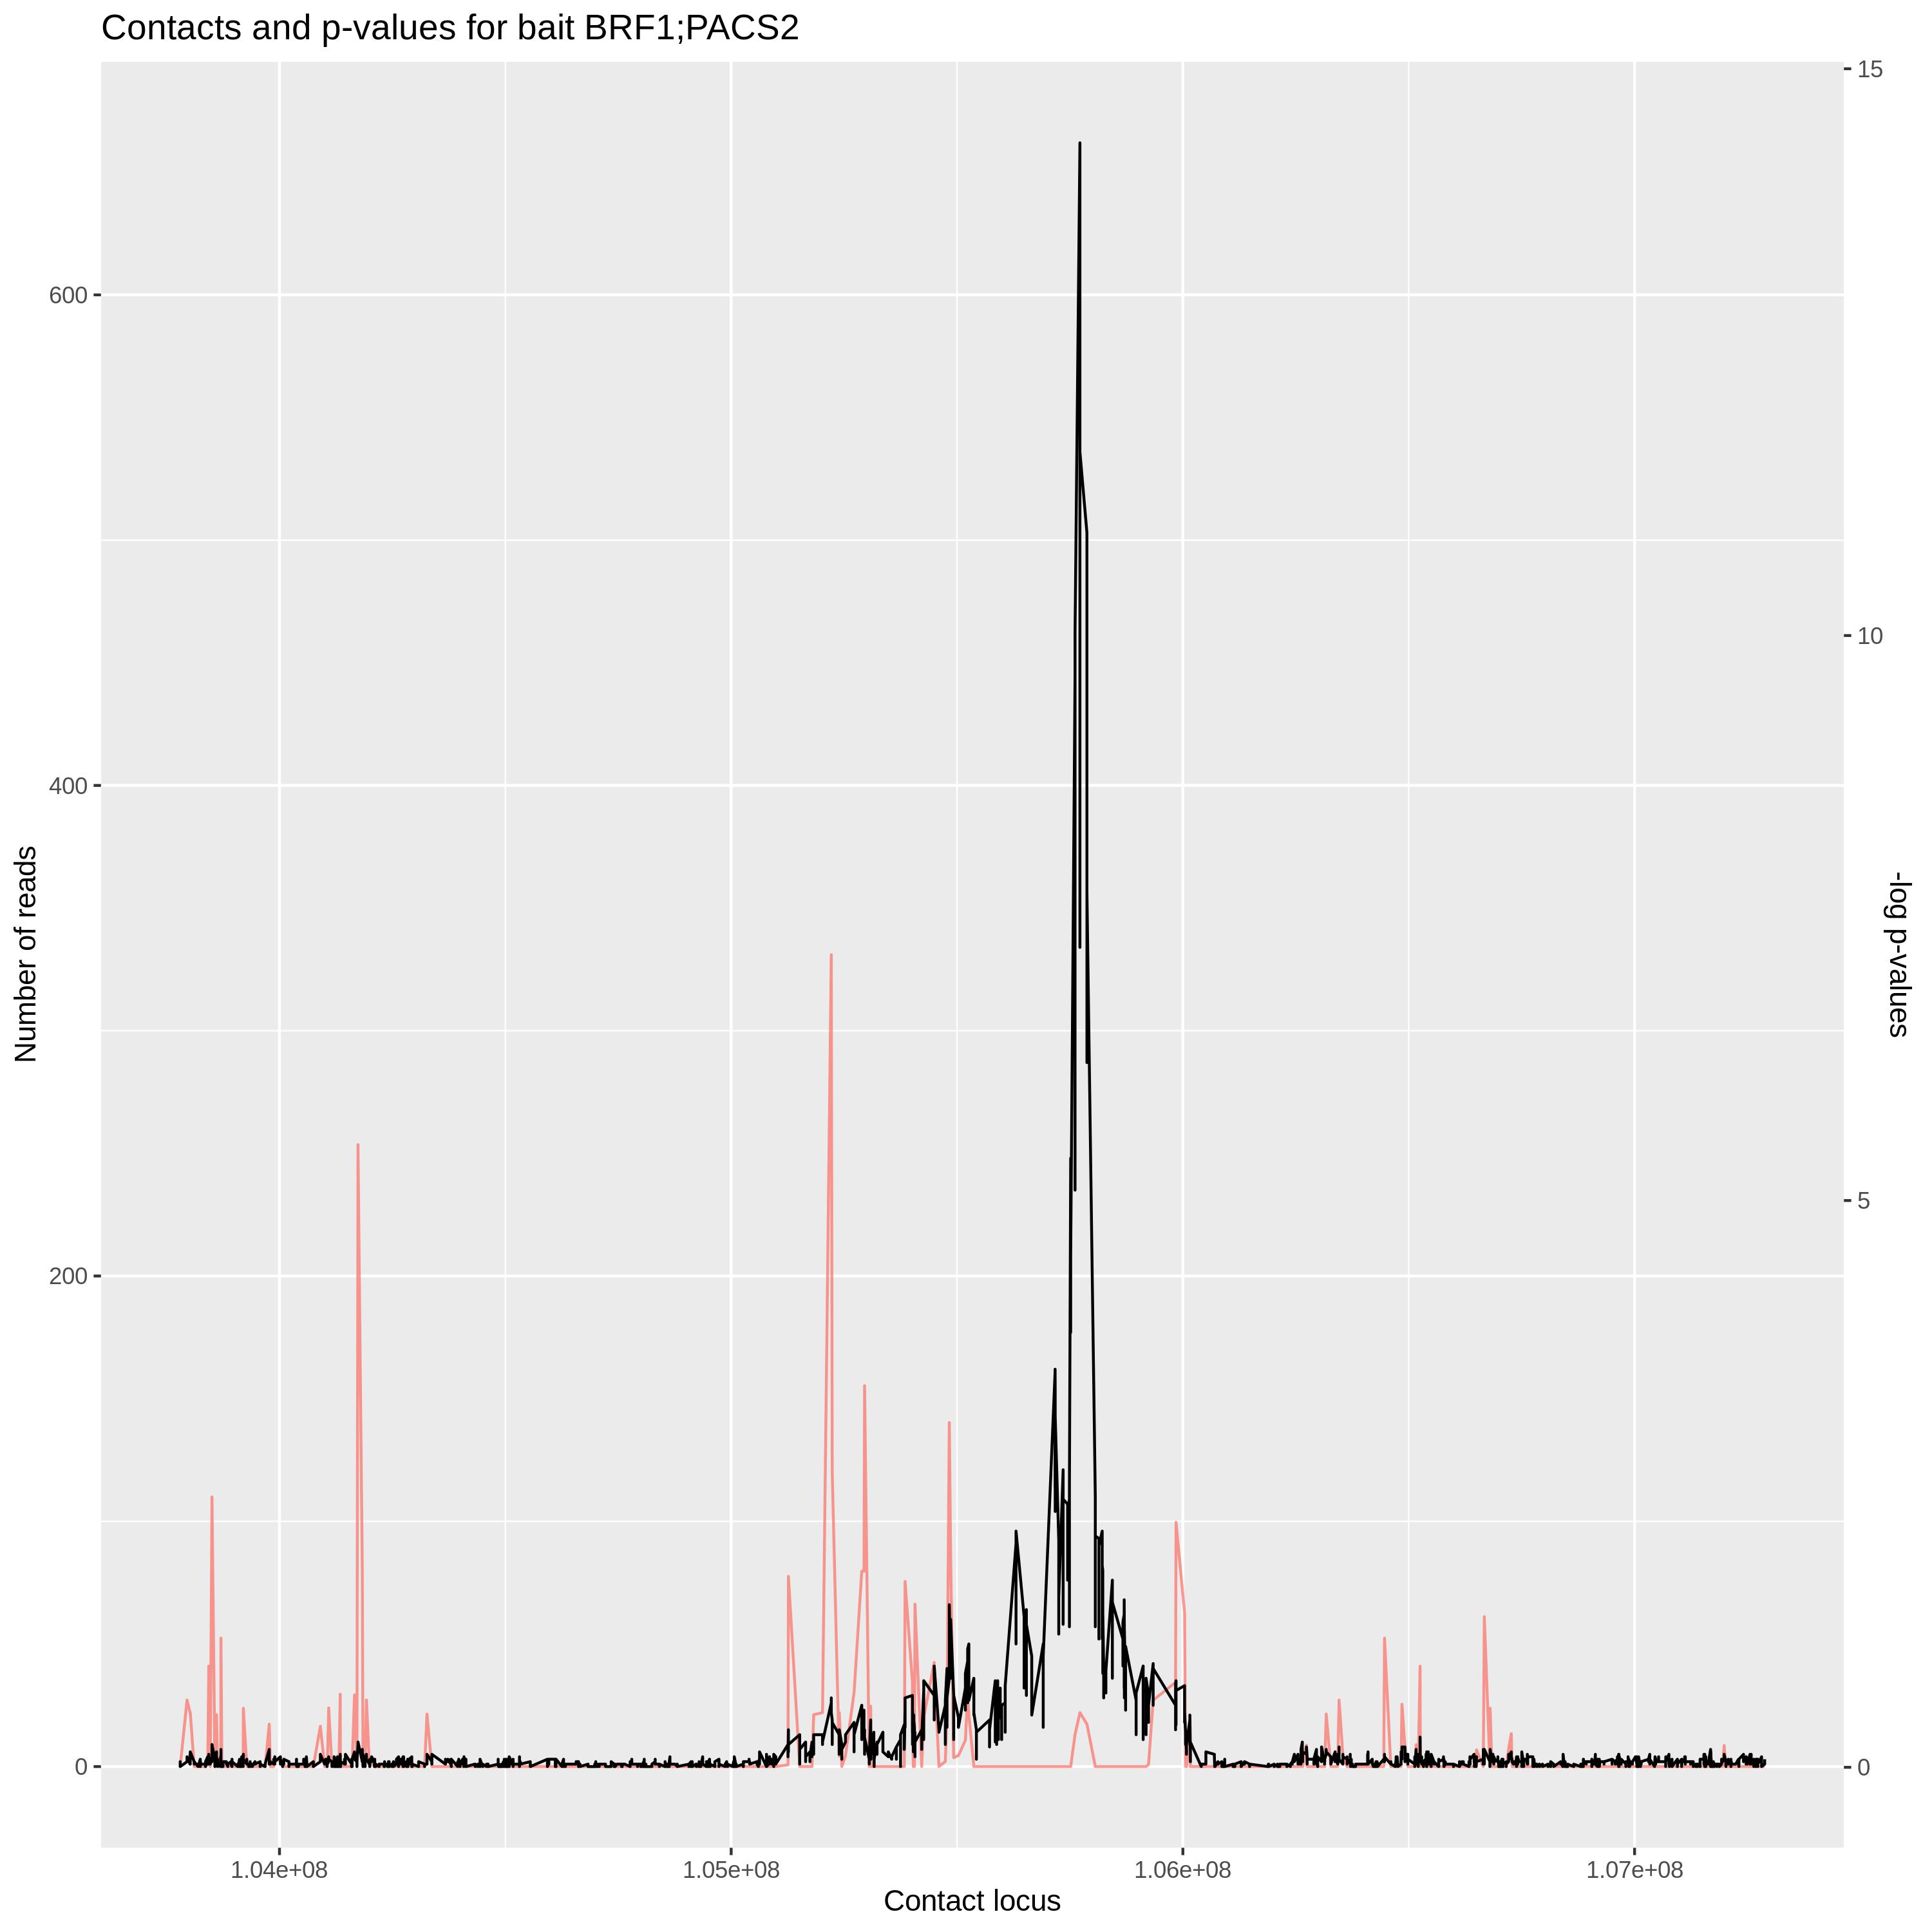 Contacts and p-values for bait BRF1;PACS2
15
600
10
400
Number of reads
-log p-values
5
200
0
0
1.04e+08
1.05e+08
1.06e+08
1.07e+08
Contact locus